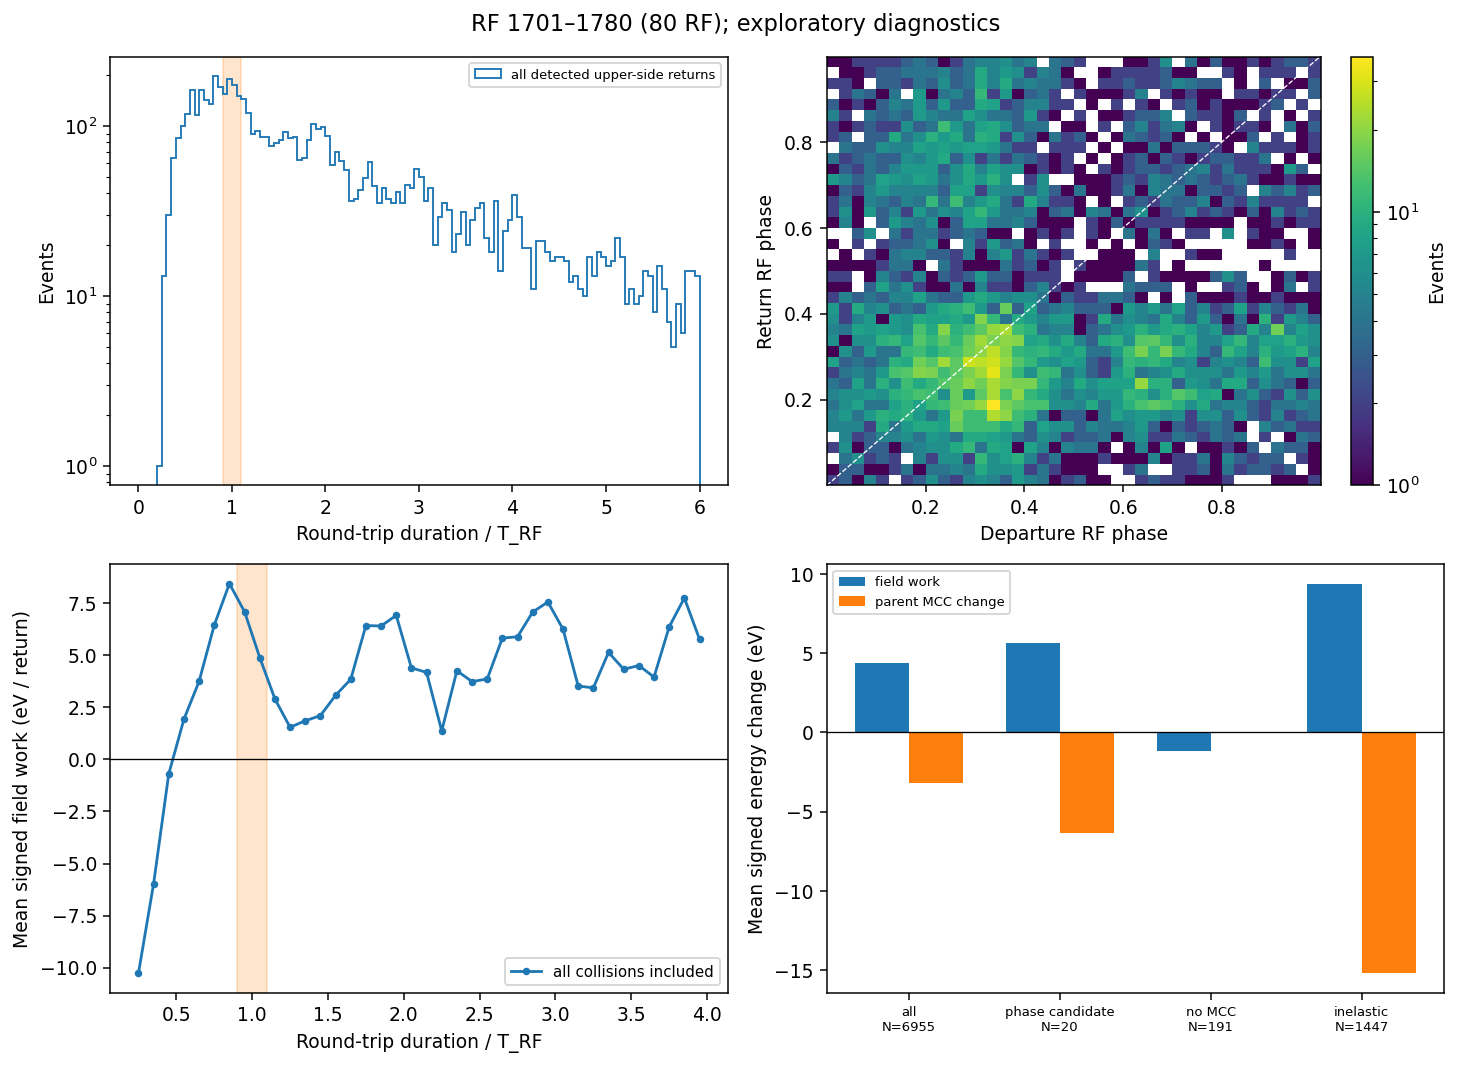 RF 1701–1780 (80 RF); exploratory diagnostics
all detected upper-side returns
Events
10²
10¹
10⁰
0 1 2 3 4 5 6
Round-trip duration / T_RF
Return RF phase
0.8
0.6
0.4
0.2
0.2 0.4 0.6 0.8
Departure RF phase
10¹
10⁰
Events
Mean signed field work (eV / return)
7.5
5.0
2.5
0.0
−2.5
−5.0
−7.5
−10.0
all collisions included
0.5 1.0 1.5 2.0 2.5 3.0 3.5 4.0
Round-trip duration / T_RF
field work
parent MCC change
Mean signed energy change (eV)
10
5
0
−5
−10
−15
all
N=6955
phase candidate
N=20
no MCC
N=191
inelastic
N=1447